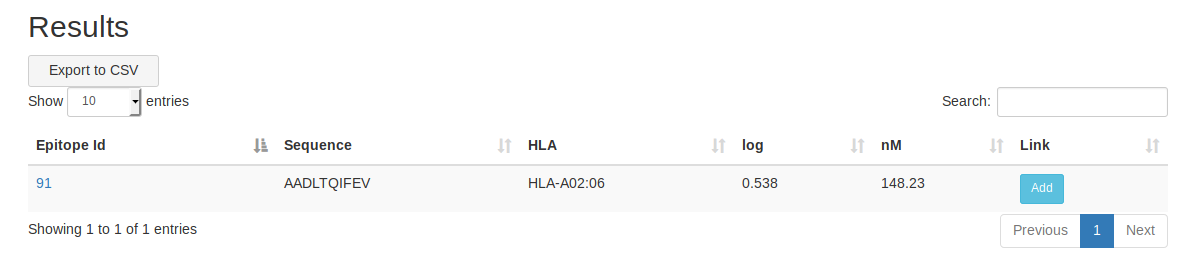 Results
Export to CSV
Show 10 entries Search:
Epitope Id Sequence HLA log nM Link
91 AADLTQIFEV HLA-A02:06 0.538 148.23 Add
Showing 1 to 1 of 1 entries Previous 1 Next